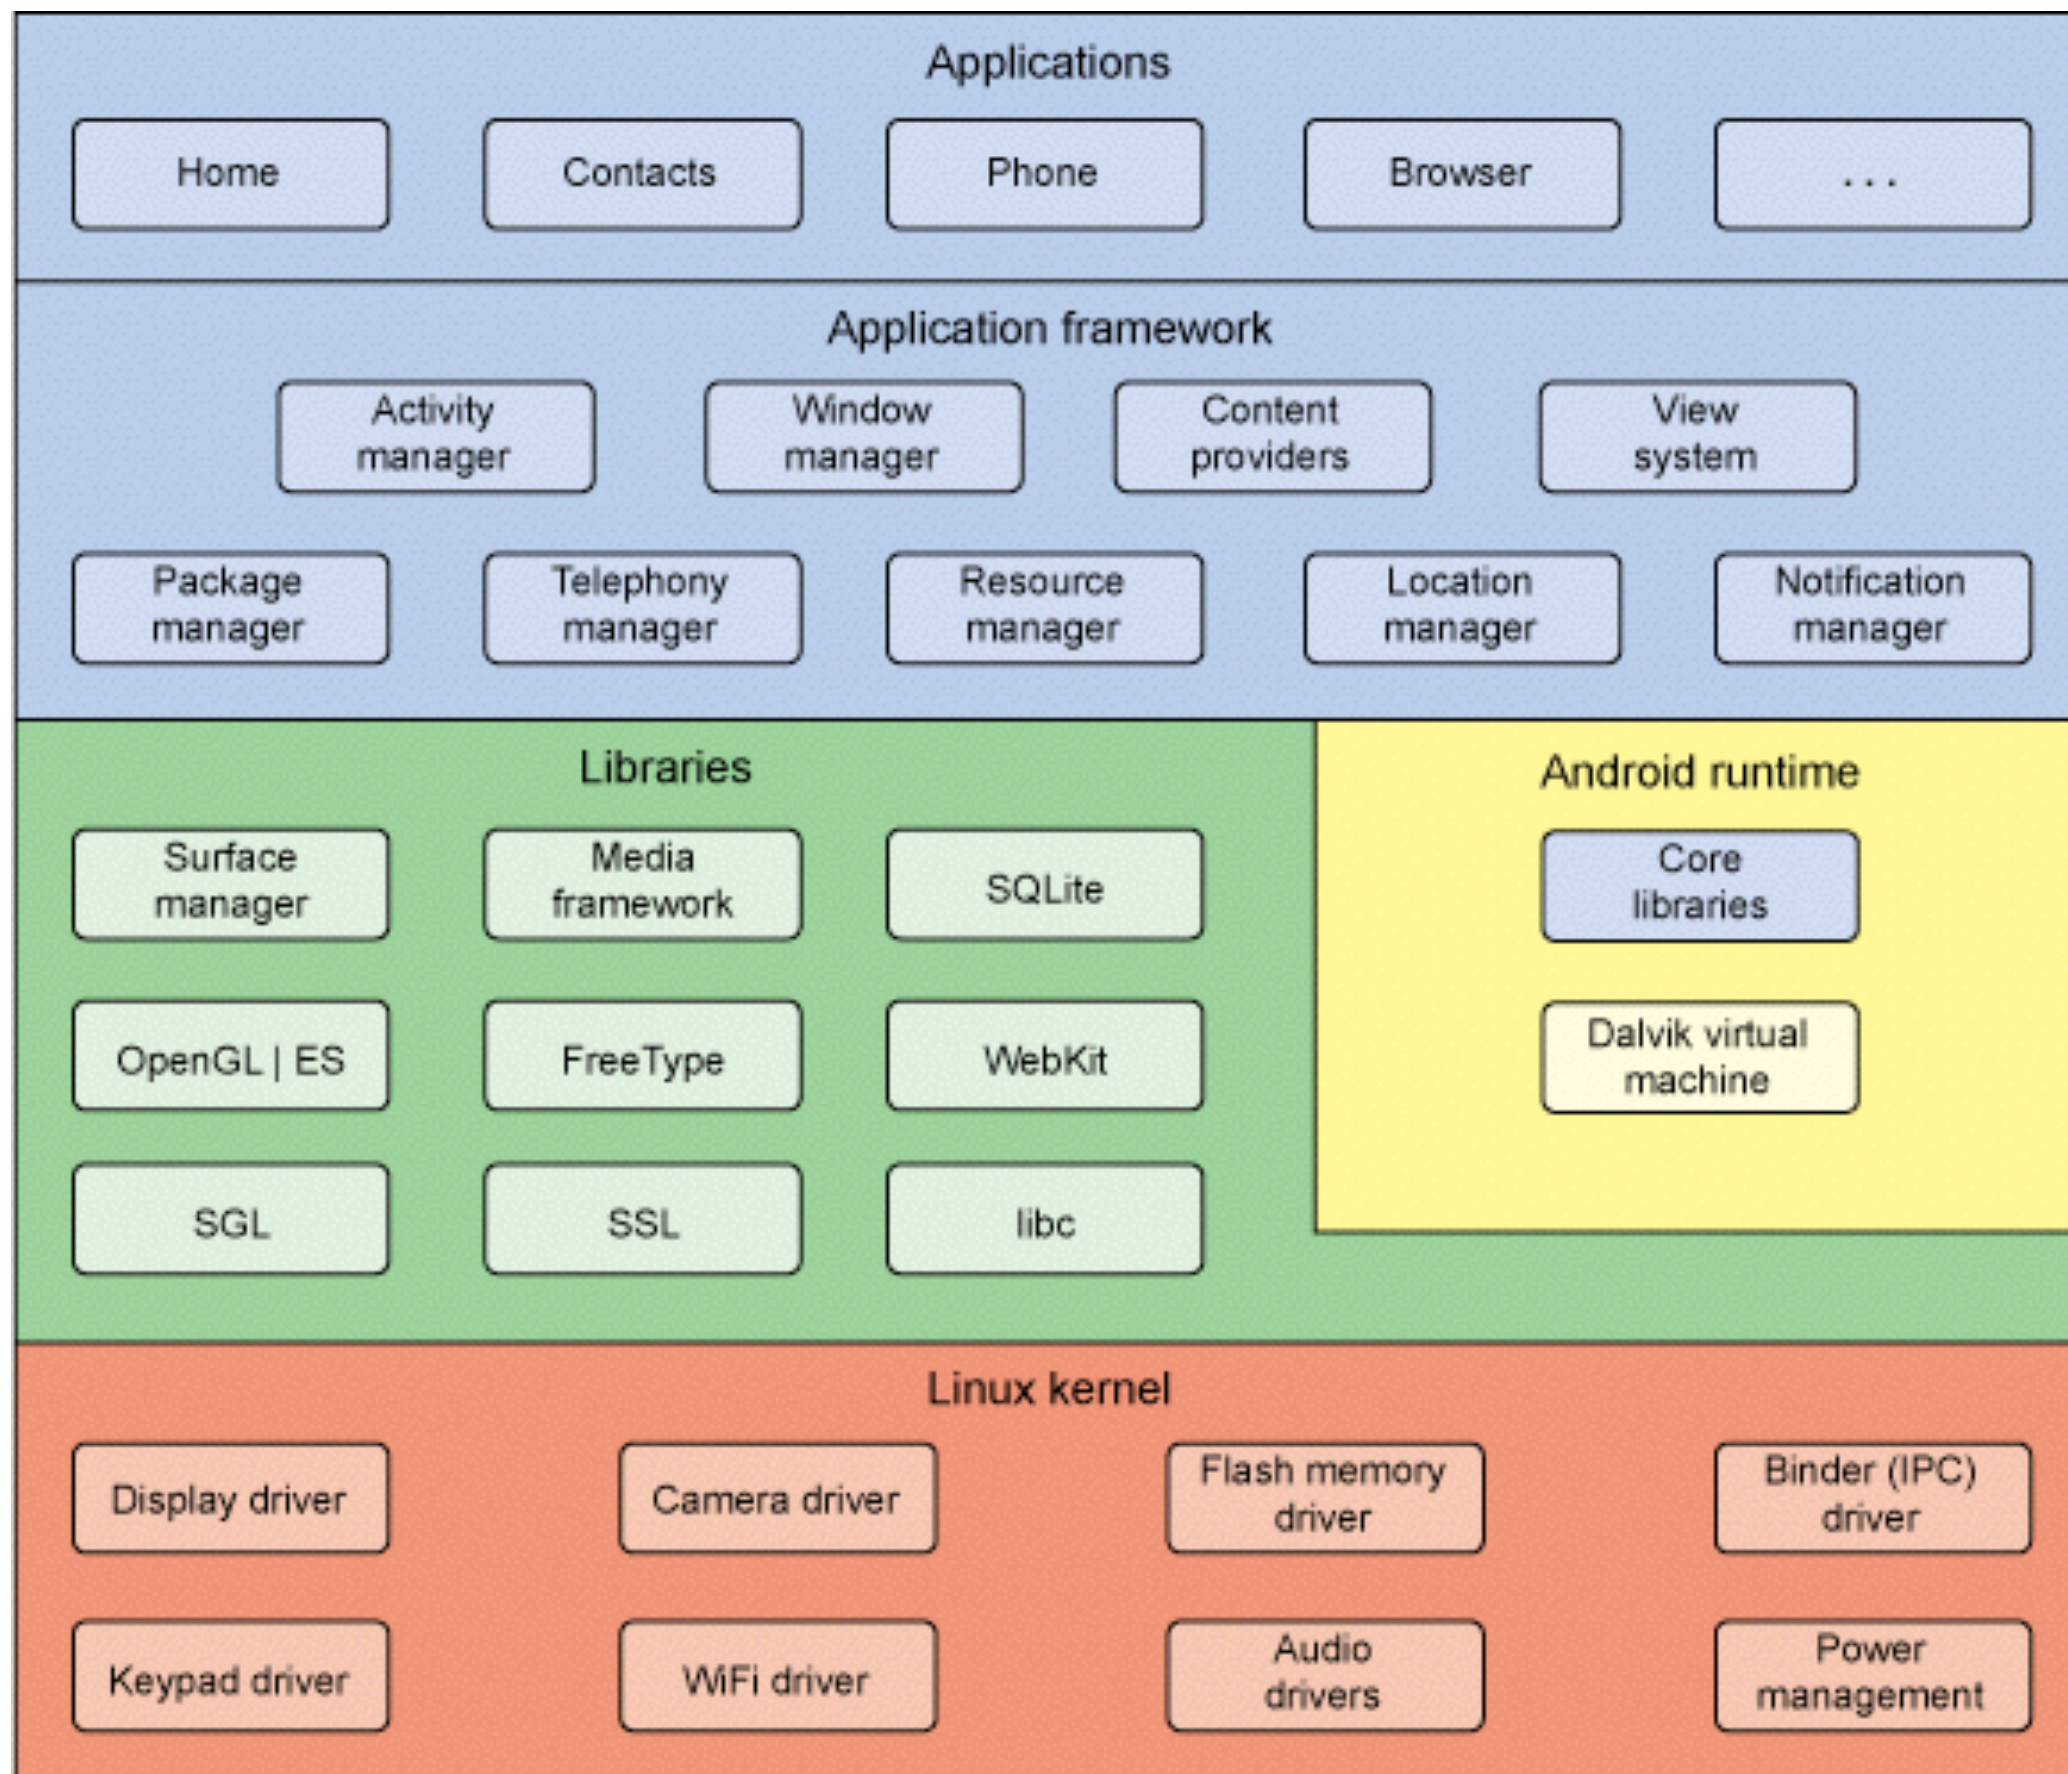 Applications
Home
Contacts
Phone
Browser
...
Application framework
Activity
manager
Window
manager
Content
providers
View
system
Package
manager
Telephony
manager
Resource
manager
Location
manager
Notification
manager
Libraries
Surface
manager
Media
framework
SQLite
OpenGL | ES
FreeType
WebKit
SGL
SSL
libc
Android runtime
Core
libraries
Dalvik virtual
machine
Linux kernel
Display driver
Camera driver
Flash memory
driver
Binder (IPC)
driver
Keypad driver
WiFi driver
Audio
drivers
Power
management